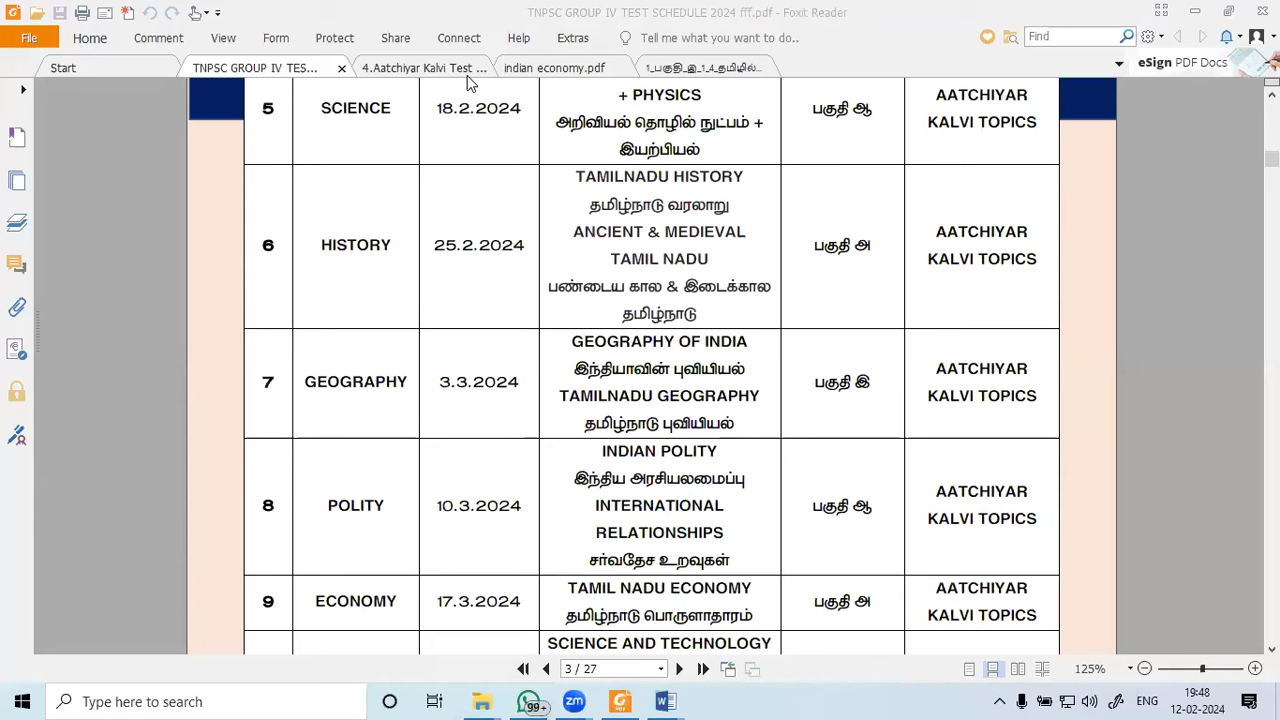 TNPSC GROUP IV TEST SCHEDULE 2024 fff.pdf - Foxit Reader
File Home Comment View Form Protect Share Connect Help Extras Tell me what you want to do.. Find
Start TNPSC GROUP IV TES... 4.Aatchiyar Kalvi Test ... indian economy.pdf 1_பகுதி_இ_1_4_தமிழில்... eSign PDF Docs
5 SCIENCE 18.2.2024 + PHYSICS பகுதி ஆ AATCHIYAR
அறிவியல் தொழில் நுட்பம் + KALVI TOPICS
இயற்பியல்
6 HISTORY 25.2.2024 TAMILNADU HISTORY பகுதி அ AATCHIYAR
தமிழ்நாடு வரலாறு KALVI TOPICS
ANCIENT & MEDIEVAL
TAMIL NADU
பண்டைய கால & இடைக்கால
தமிழ்நாடு
7 GEOGRAPHY 3.3.2024 GEOGRAPHY OF INDIA பகுதி இ AATCHIYAR
இந்தியாவின் புவியியல் KALVI TOPICS
TAMILNADU GEOGRAPHY
தமிழ்நாடு புவியியல்
8 POLITY 10.3.2024 INDIAN POLITY பகுதி ஆ AATCHIYAR
இந்திய அரசியலமைப்பு KALVI TOPICS
INTERNATIONAL
RELATIONSHIPS
சர்வதேச உறவுகள்
9 ECONOMY 17.3.2024 TAMIL NADU ECONOMY பகுதி அ AATCHIYAR
தமிழ்நாடு பொருளாதாரம் KALVI TOPICS
SCIENCE AND TECHNOLOGY
3 / 27 125%
Type here to search 99+ zm ENG 19:48
12-02-2024